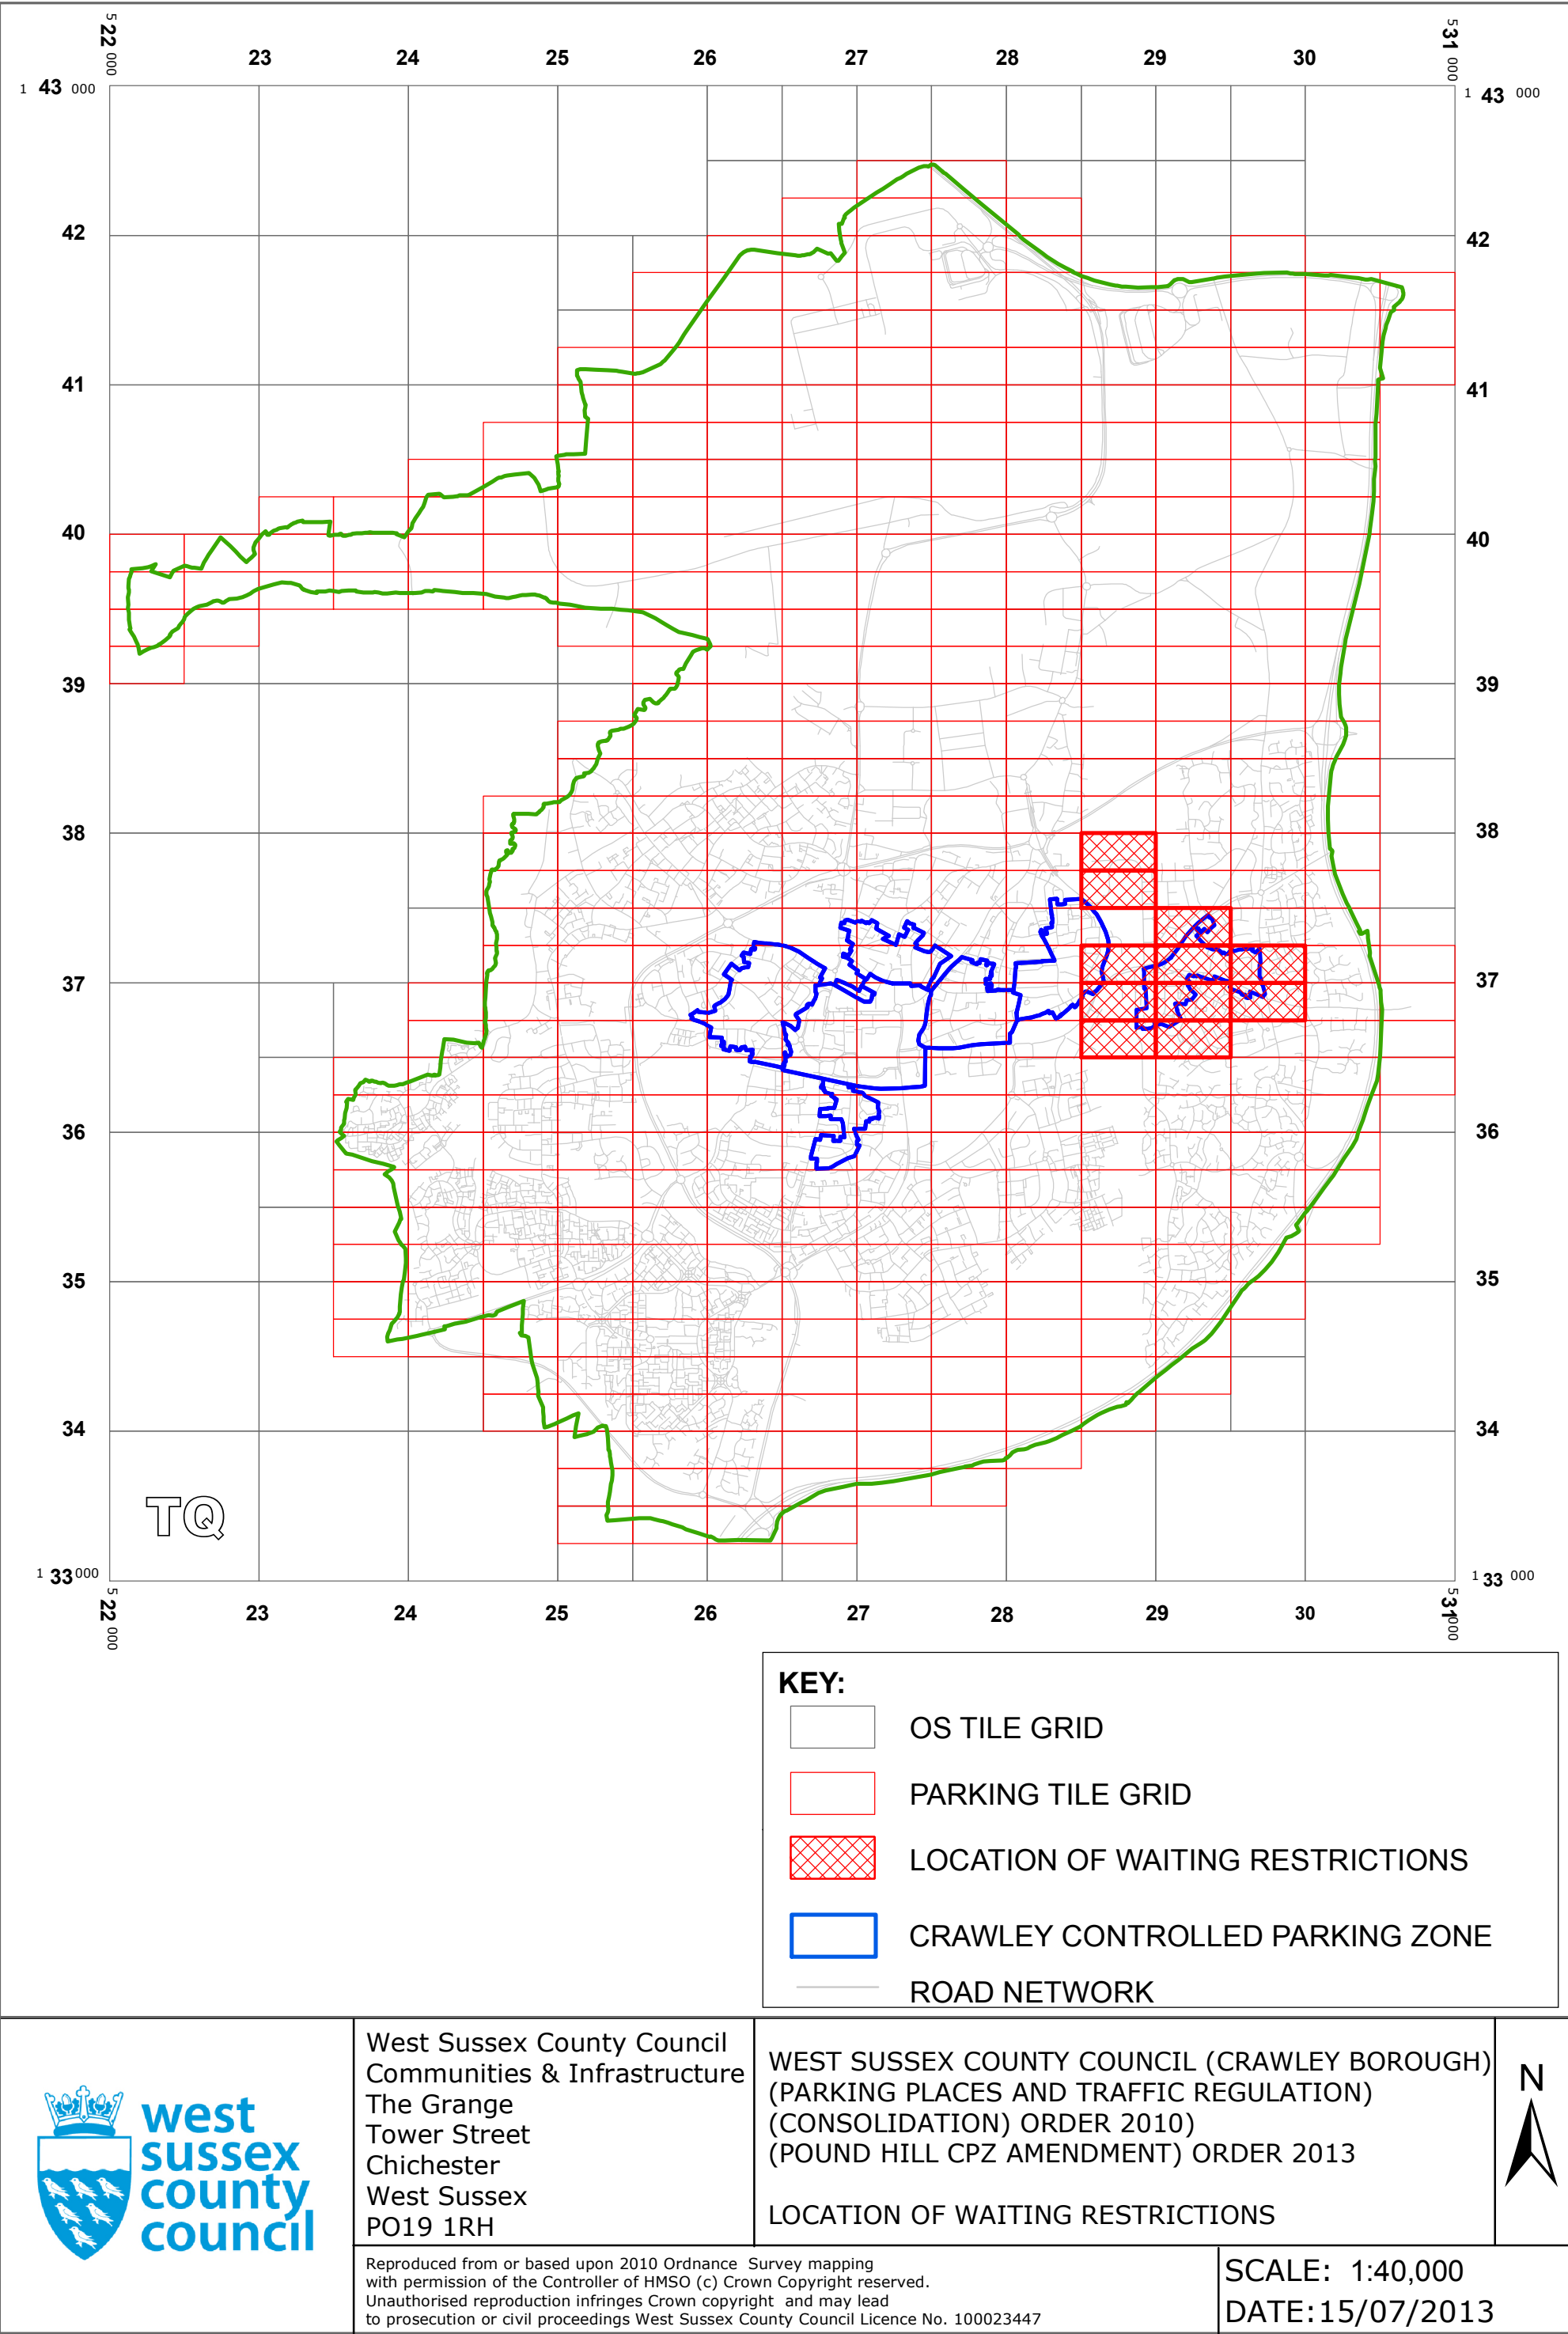 5 22 000
23 24 25 26 27 28 29 30
5 31 000
1 43 000
1 43 000
42
42
41
41
40
40
39
39
38
38
37
37
36
36
35
35
34
34
TQ
1 33 000
1 33 000
5 22 000
23 24 25 26 27 28 29 30
5 31 000
KEY:
OS TILE GRID
PARKING TILE GRID
LOCATION OF WAITING RESTRICTIONS
CRAWLEY CONTROLLED PARKING ZONE
ROAD NETWORK
west
sussex
county
council
West Sussex County Council
Communities & Infrastructure
The Grange
Tower Street
Chichester
West Sussex
PO19 1RH
WEST SUSSEX COUNTY COUNCIL (CRAWLEY BOROUGH)
(PARKING PLACES AND TRAFFIC REGULATION)
(CONSOLIDATION) ORDER 2010)
(POUND HILL CPZ AMENDMENT) ORDER 2013
LOCATION OF WAITING RESTRICTIONS
N
Reproduced from or based upon 2010 Ordnance Survey mapping
with permission of the Controller of HMSO (c) Crown Copyright reserved.
Unauthorised reproduction infringes Crown copyright and may lead
to prosecution or civil proceedings West Sussex County Council Licence No. 100023447
SCALE: 1:40,000
DATE:15/07/2013